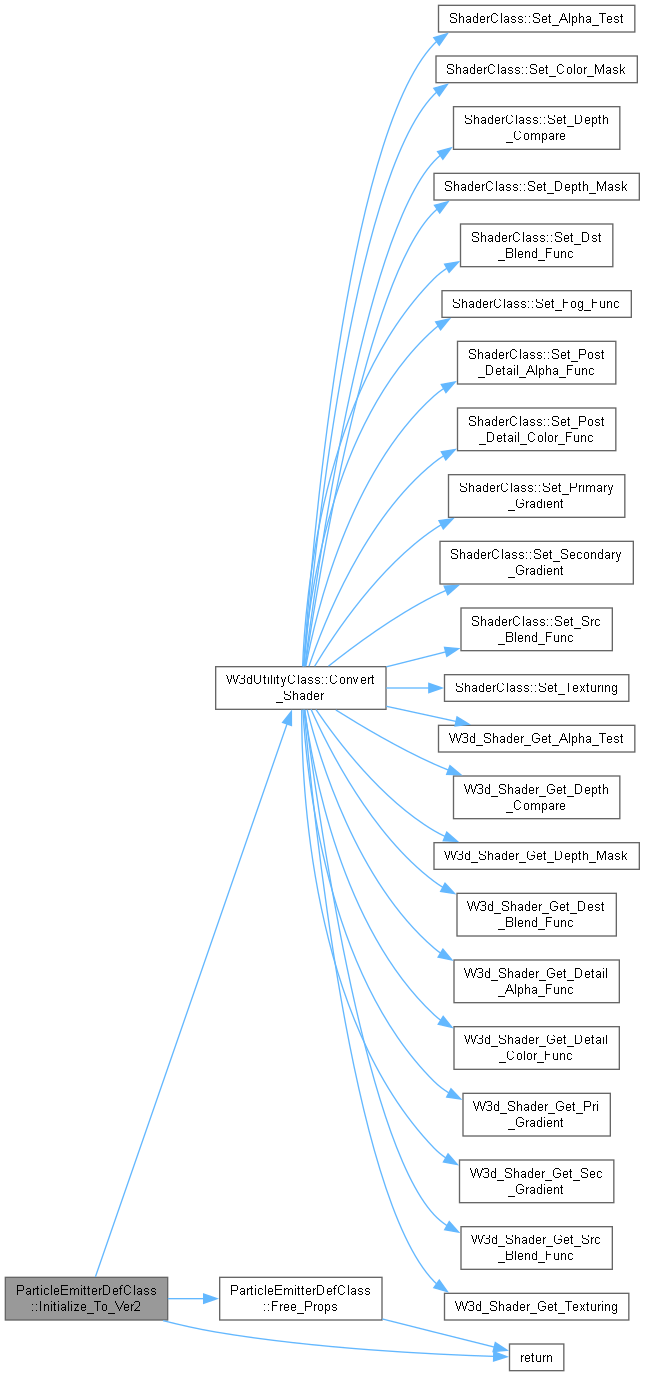 ShaderClass::Set_Alpha_Test
ShaderClass::Set_Color_Mask
ShaderClass::Set_Depth
_Compare
ShaderClass::Set_Depth_Mask
ShaderClass::Set_Dst
_Blend_Func
ShaderClass::Set_Fog_Func
ShaderClass::Set_Post
_Detail_Alpha_Func
ShaderClass::Set_Post
_Detail_Color_Func
ShaderClass::Set_Primary
_Gradient
ShaderClass::Set_Secondary
_Gradient
ShaderClass::Set_Src
_Blend_Func
W3dUtilityClass::Convert
_Shader
ShaderClass::Set_Texturing
W3d_Shader_Get_Alpha_Test
W3d_Shader_Get_Depth
_Compare
W3d_Shader_Get_Depth_Mask
W3d_Shader_Get_Dest
_Blend_Func
W3d_Shader_Get_Detail
_Alpha_Func
W3d_Shader_Get_Detail
_Color_Func
W3d_Shader_Get_Pri
_Gradient
W3d_Shader_Get_Sec
_Gradient
W3d_Shader_Get_Src
_Blend_Func
ParticleEmitterDefClass
::Initialize_To_Ver2
ParticleEmitterDefClass
::Free_Props
W3d_Shader_Get_Texturing
return